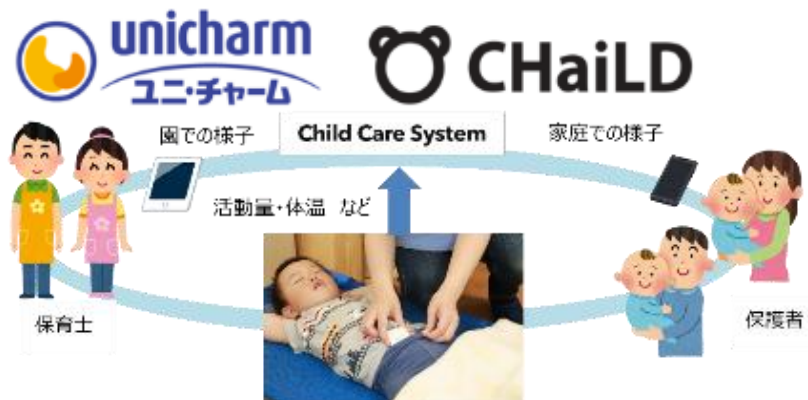 unicharm
ユニ・チャーム
CHaiLD
園での様子
Child Care System
家庭での様子
活動量・体温 など
保育士
保護者